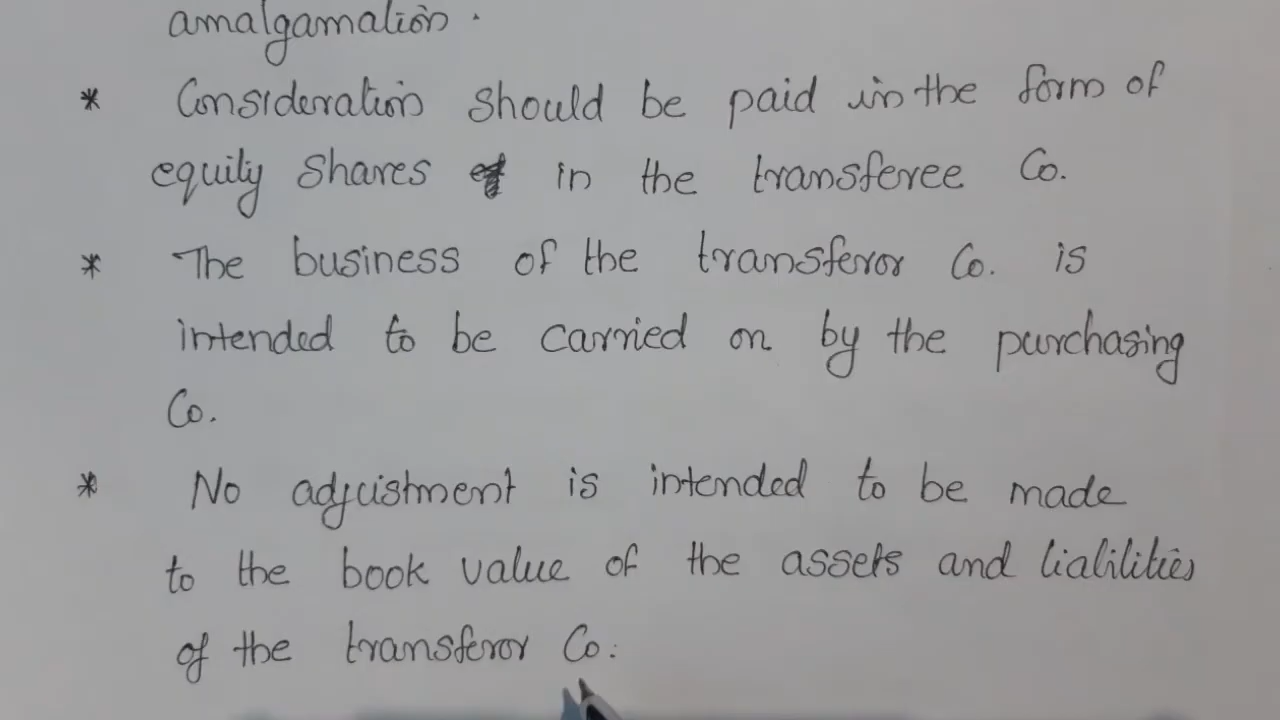 amalgamation.
* Consideration should be paid in the form of
equity shares in the transferee Co.
* The business of the transferor Co. is
intended to be carried on by the purchasing
Co.
* No adjustment is intended to be made
to the book value of the assets and lialilities
of the transferor Co.